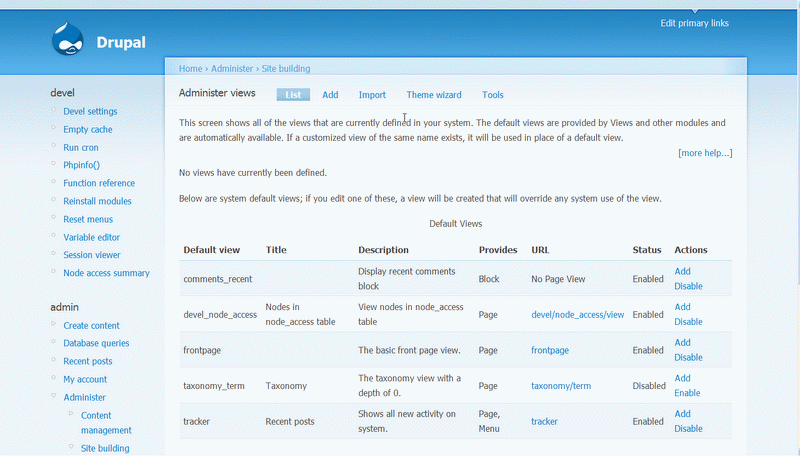 Edit primary links
Drupal
Home › Administer › Site building
Administer views
List Add Import Theme wizard Tools
This screen shows all of the views that are currently defined in your system. The default views are provided by Views and other modules and
are automatically available. If a customized view of the same name exists, it will be used in place of a default view.
[more help...]
No views have currently been defined.
Below are system default views; if you edit one of these, a view will be created that will override any system use of the view.
Default Views
Default view Title Description Provides URL Status Actions
comments_recent Display recent comments block Block No Page View Enabled Add Disable
devel_node_access Nodes in node_access table View nodes in node_access table Page devel/node_access/view Enabled Add Disable
frontpage The basic front page view. Page frontpage Enabled Add Disable
taxonomy_term Taxonomy The taxonomy view with a depth of 0. Page taxonomy/term Disabled Add Enable
tracker Recent posts Shows all new activity on system. Page, Menu tracker Enabled Add Disable
devel
Devel settings
Empty cache
Run cron
Phpinfo()
Function reference
Reinstall modules
Reset menus
Variable editor
Session viewer
Node access summary
admin
Create content
Database queries
Recent posts
My account
Administer
Content
management
Site building